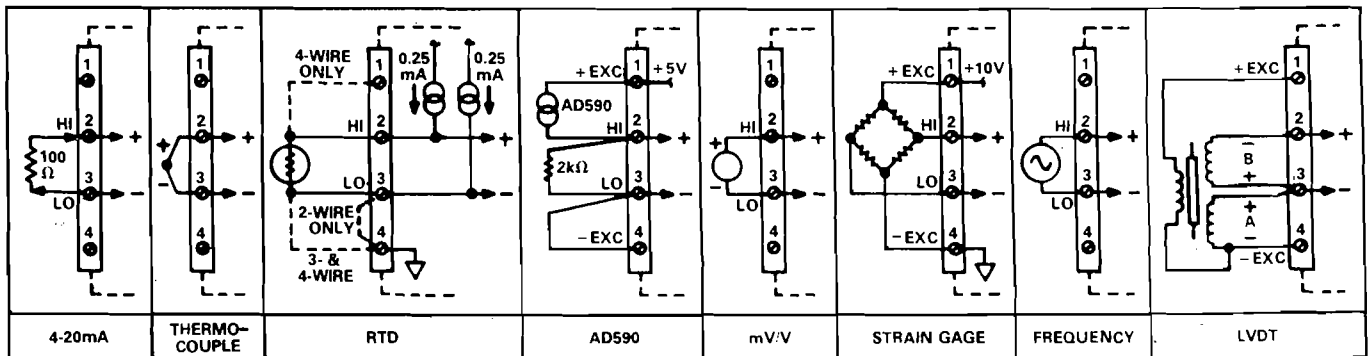 1
2
3
4
HI
100
Ω
LO
4-20mA
1
2
3
4
+
-
+
-
THERMO-
COUPLE
4-WIRE
ONLY
1
0.25
mA
0.25
mA
HI
2
+
LO
3
-
2-WIRE
ONLY
4
3- &
4-WIRE
RTD
+ EXC
1
+5V
AD590
HI
2
+
2kΩ
LO
3
-
- EXC
4
AD590
1
2
3
4
HI
+
-
LO
+
-
mV/V
+ EXC
1
+10V
HI
2
+
LO
3
-
- EXC
4
STRAIN GAGE
1
HI
2
+
LO
3
-
4
FREQUENCY
+ EXC
1
2
+
-
B
+
3
-
+
A
-
4
- EXC
LVDT